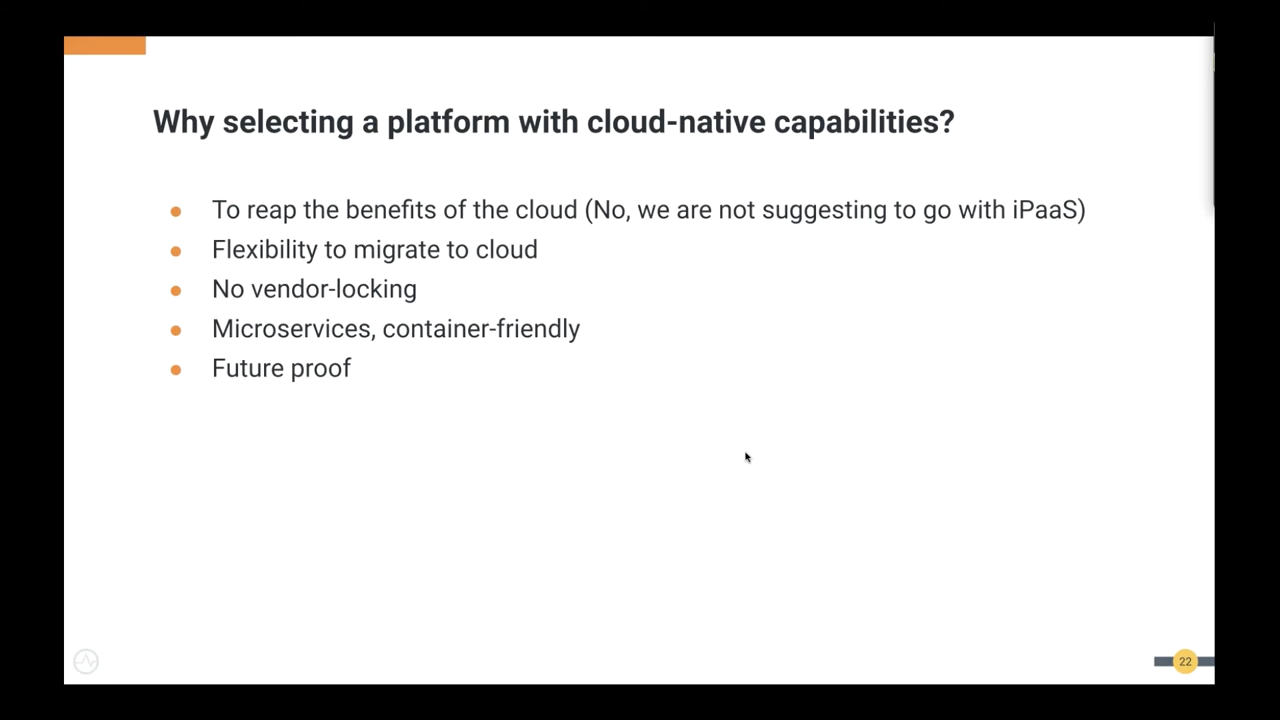 Why selecting a platform with cloud-native capabilities?
To reap the benefits of the cloud (No, we are not suggesting to go with iPaaS)
Flexibility to migrate to cloud
No vendor-locking
Microservices, container-friendly
Future proof
22